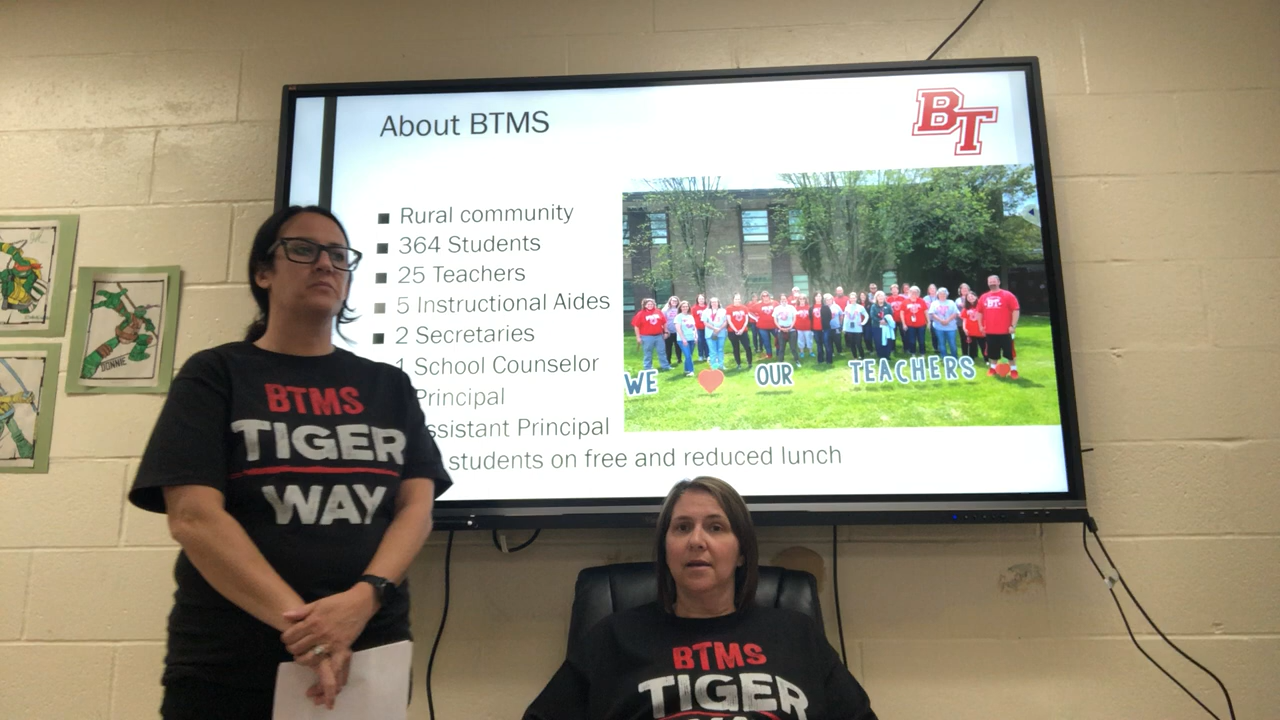 About BTMS
BT
Rural community
364 Students
25 Teachers
5 Instructional Aides
2 Secretaries
1 School Counselor
Principal
ssistant Principal
students on free and reduced lunch
WE OUR TEACHERS
DONNIE
BTMS
TIGER
WAY
BTMS
TIGER